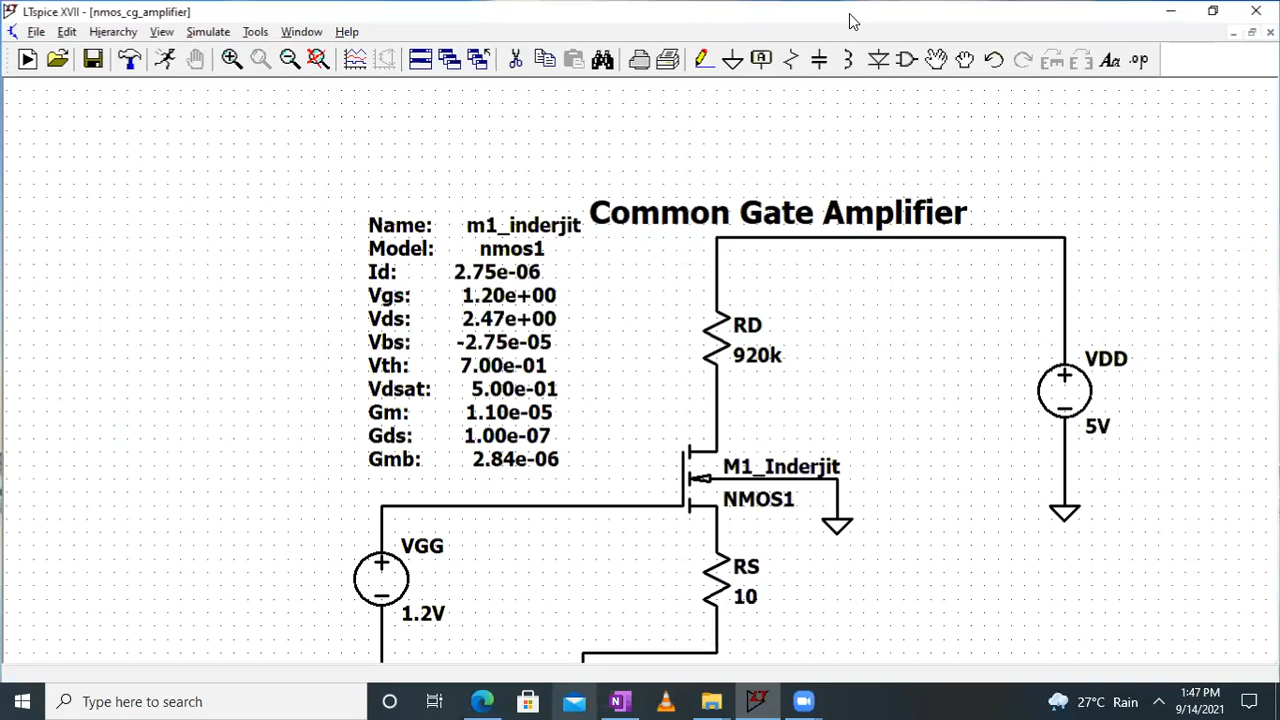 LTspice XVII - [nmos_cg_amplifier]
File Edit Hierarchy View Simulate Tools Window Help
A Aa .op
Common Gate Amplifier
Name: m1_inderjit
Model: nmos1
Id: 2.75e-06
Vgs: 1.20e+00
Vds: 2.47e+00
Vbs: -2.75e-05
Vth: 7.00e-01
Vdsat: 5.00e-01
Gm: 1.10e-05
Gds: 1.00e-07
Gmb: 2.84e-06
RD
920k
VDD
5V
M1_Inderjit
NMOS1
VGG
1.2V
RS
10
Type here to search
27°C Rain
1:47 PM
9/14/2021